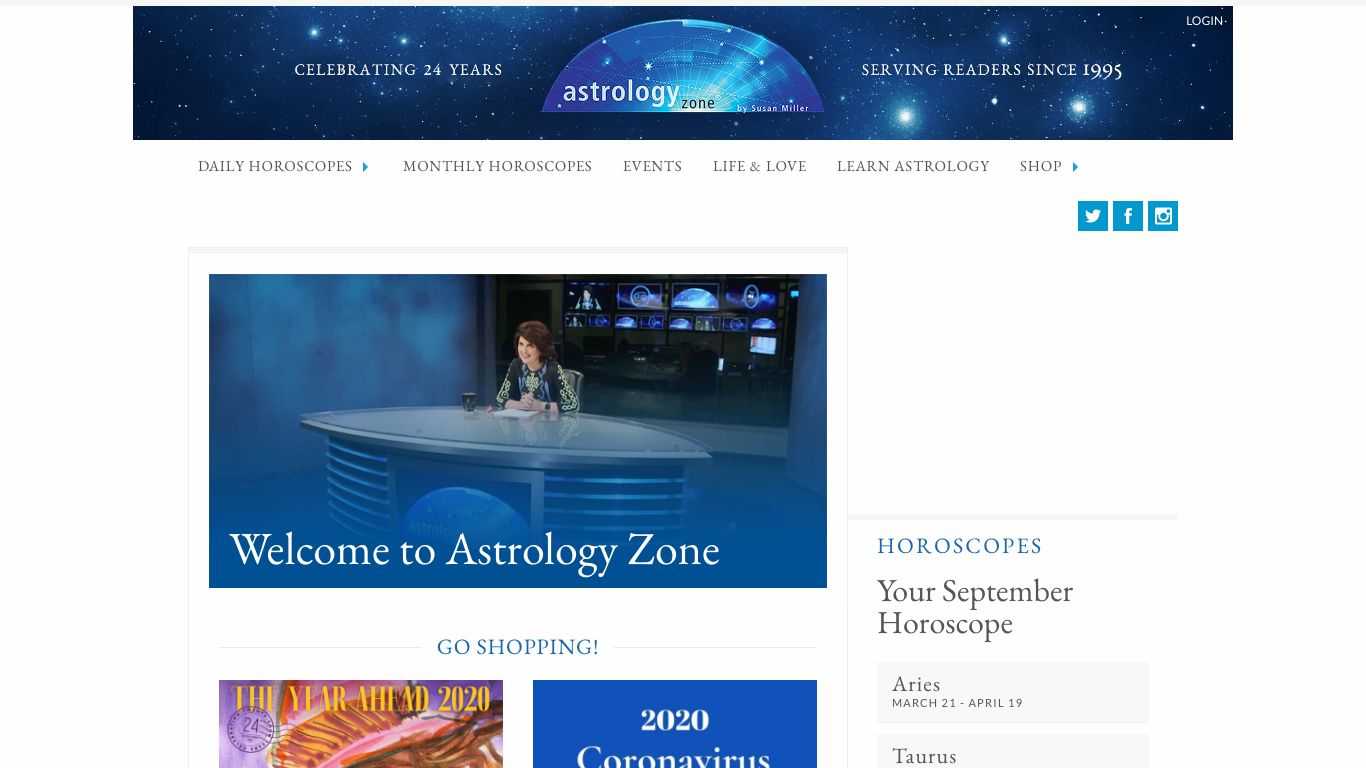 LOGIN
CELEBRATING 24 YEARS
astrology zone
by Susan Miller
SERVING READERS SINCE 1995
DAILY HOROSCOPES
MONTHLY HOROSCOPES
EVENTS
LIFE & LOVE
LEARN ASTROLOGY
SHOP
Welcome to Astrology Zone
GO SHOPPING!
THE YEAR AHEAD 2020
24
2020
Coronavirus
HOROSCOPES
Your September
Horoscope
Aries
MARCH 21 - APRIL 19
Taurus